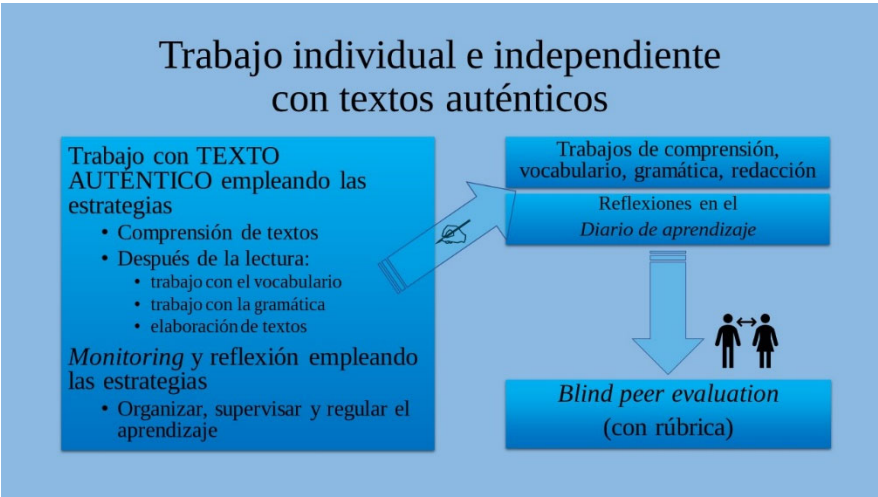 Trabajo individual e independiente
con textos auténticos
Trabajo con TEXTO
AUTÉNTICO empleando las
estrategias
• Comprensión de textos
• Después de la lectura:
• trabajo con el vocabulario
• trabajo con la gramática
• elaboración de textos
Monitoring y reflexión empleando
las estrategias
• Organizar, supervisar y regular el
aprendizaje
Trabajos de comprensión,
vocabulario, gramática, redacción
Reflexiones en el
Diario de aprendizaje
Blind peer evaluation
(con rúbrica)